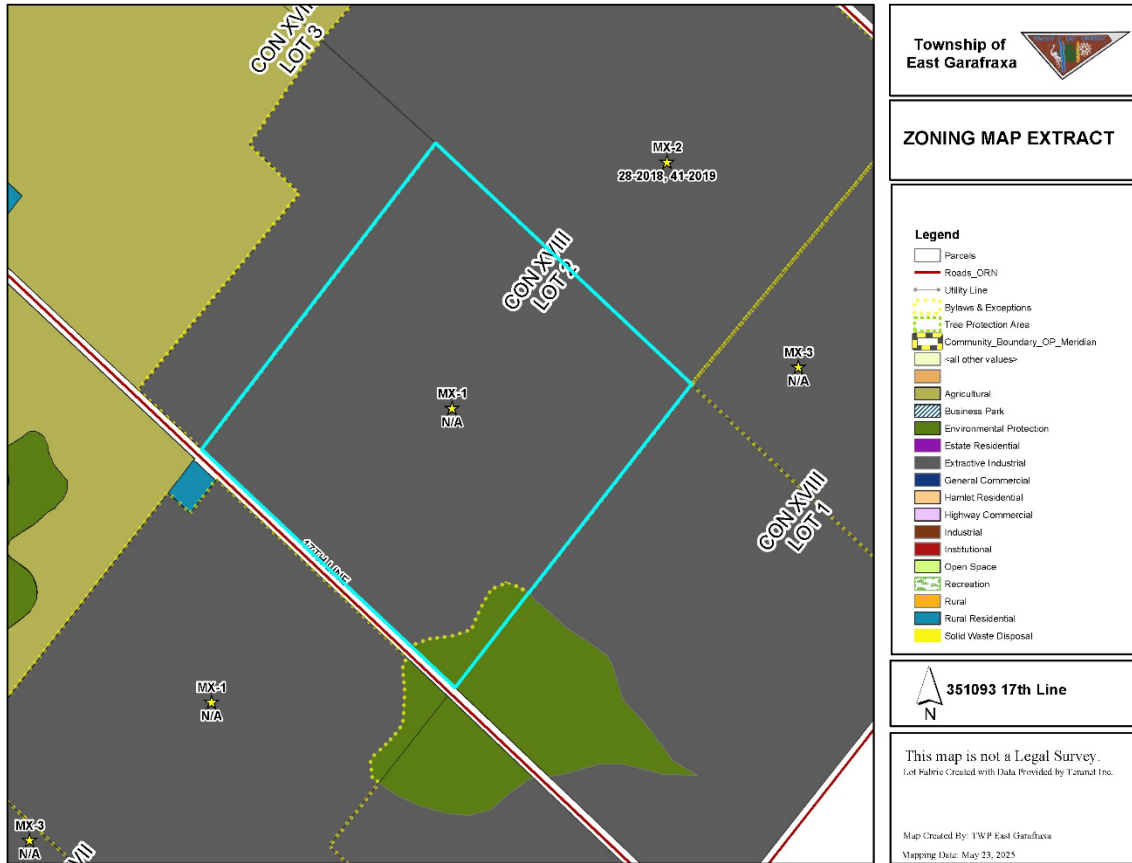 CON XVIII
LOT 3
MX-2
28-2018, 41-2019
CON XVIII
LOT 2
MX-3
N/A
MX-1
N/A
CON XVIII
LOT 1
17TH LINE
MX-1
N/A
MX-3
N/A
Township of
East Garafraxa
ZONING MAP EXTRACT
Legend
Parcels
Roads_ORN
Utility Line
Bylaws & Exceptions
Tree Protection Area
Community_Boundary_OP_Meridian
<all other values>
Agricultural
Business Park
Environmental Protection
Estate Residential
Extractive Industrial
General Commercial
Hamlet Residential
Highway Commercial
Industrial
Institutional
Open Space
Recreation
Rural
Rural Residential
Solid Waste Disposal
N
351093 17th Line
This map is not a Legal Survey.
Lot Fabric Created with Data Provided by Teranet Inc.
Map Created By: TWP East Garafraxa
Mapping Date: May 23, 2025